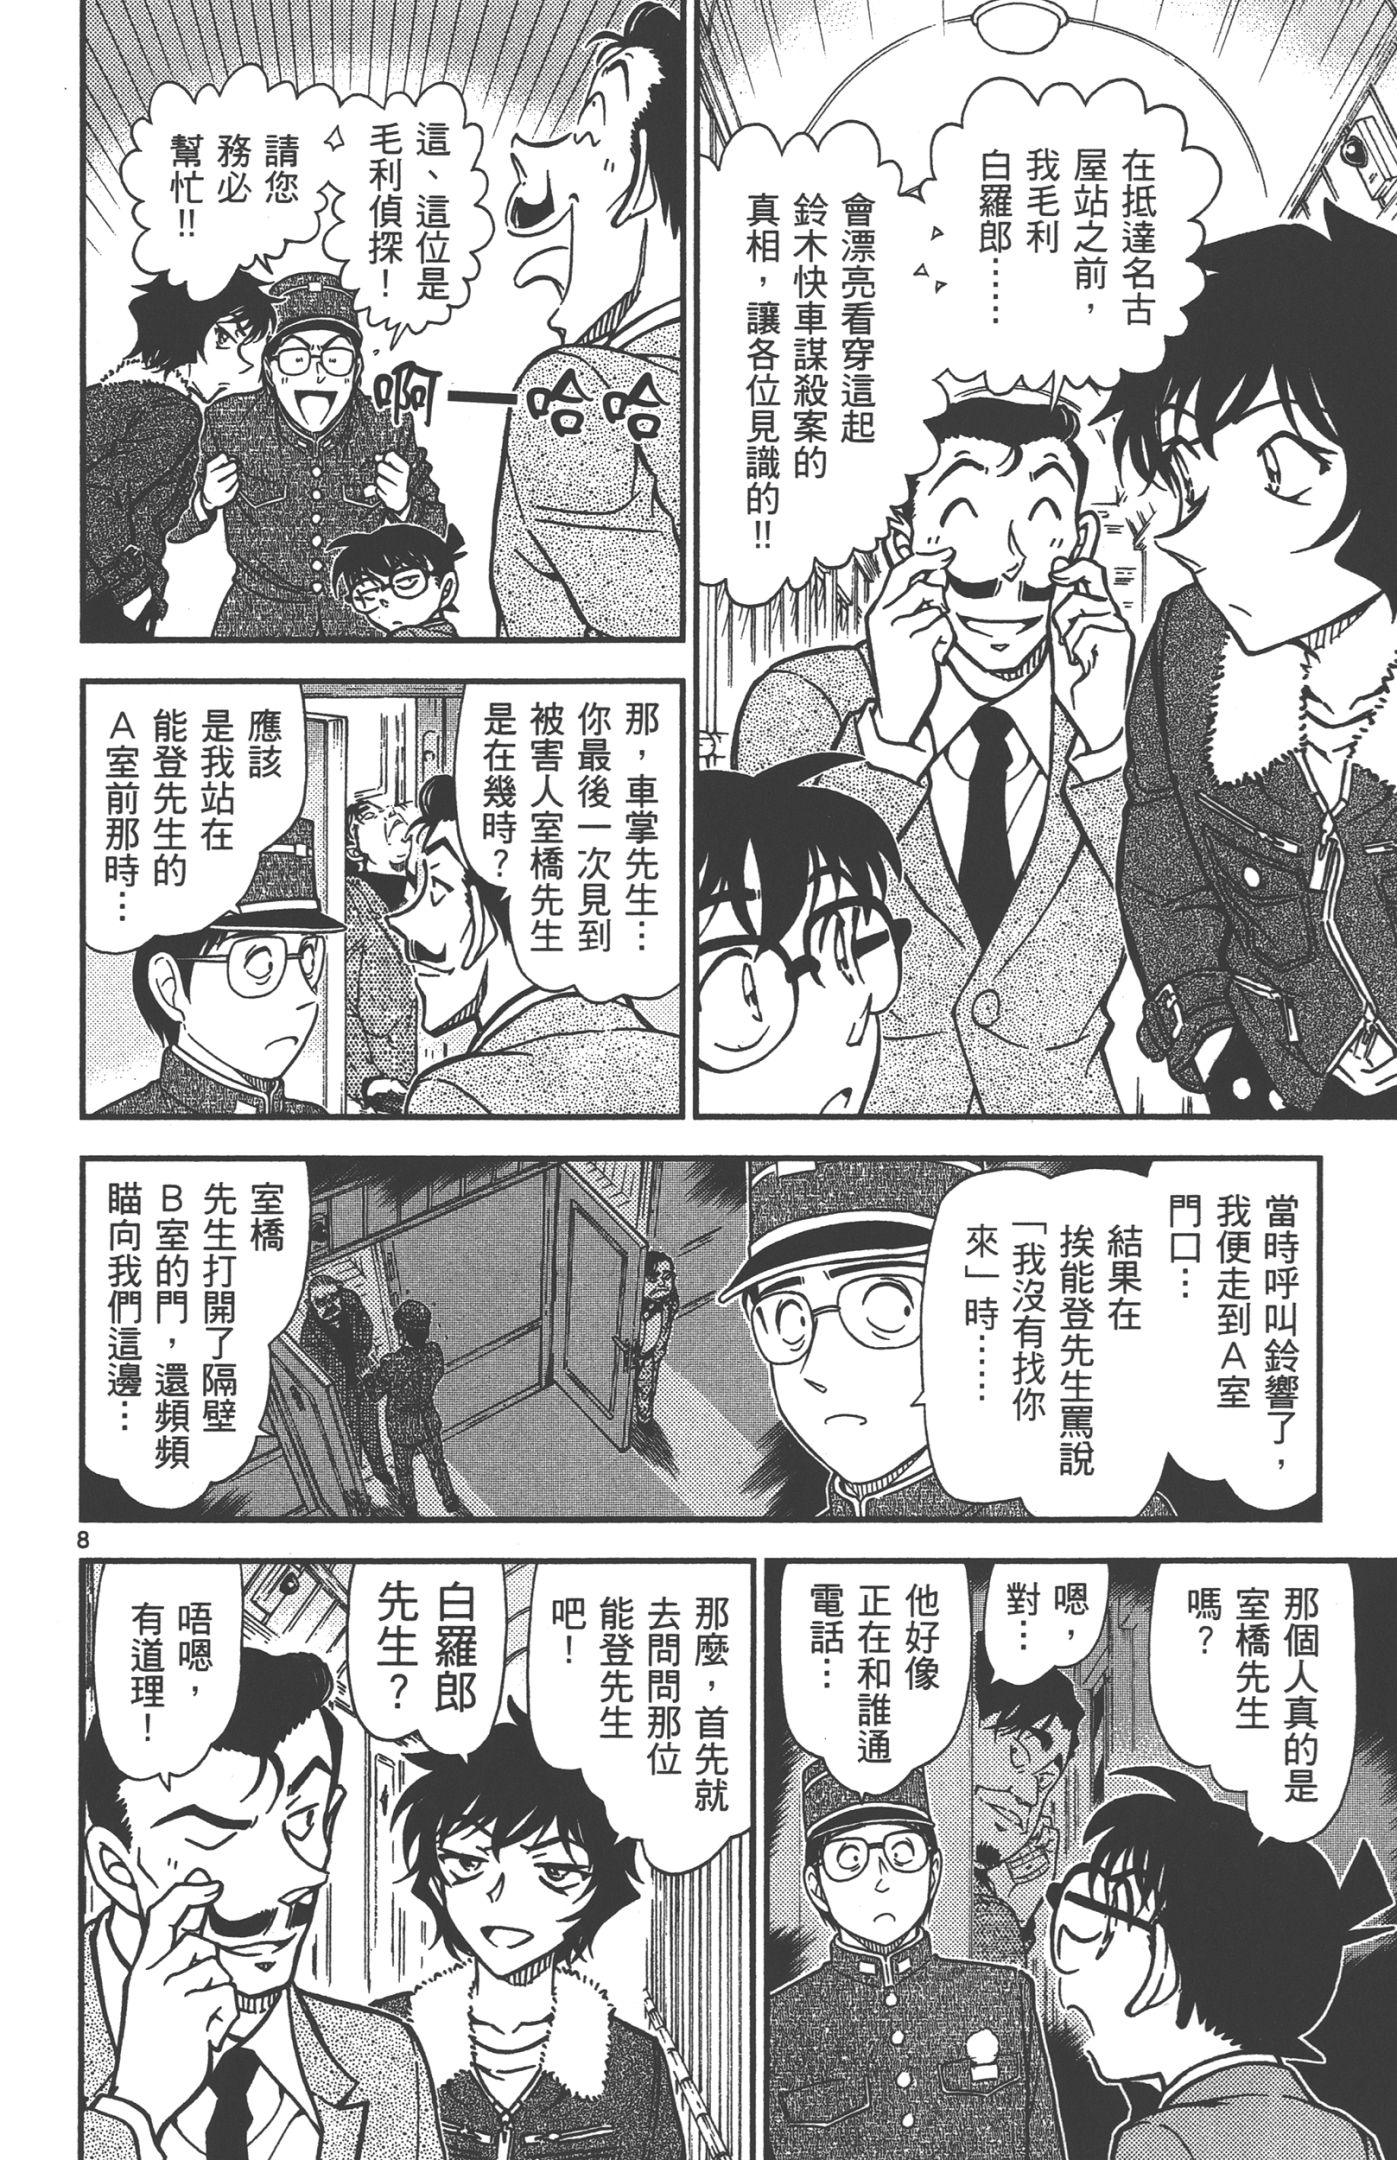 在抵達名古
屋站之前，
我毛利
白羅郎……
會漂亮看穿這起
鈴木快車謀殺案的
真相，讓各位見識的!!
這、這位是
毛利偵探！
請您
務必
幫忙!!
啊—哈哈
那，車掌先生…
你最後一次見到
被害人室橋先生
是在幾時？
應該
是我站在
能登先生的
Ａ室前那時…
當時呼叫鈴響了，
我便走到Ａ室
門口…
結果在
挨能登先生罵說
「我沒有找你
來」時……
室橋
先生打開了隔壁
Ｂ室的門，還頻頻
瞄向我們這邊…
那個人真的是
室橋先生
嗎？
嗯，
對…
他好像
正在和誰通
電話…
那麼，首先就
去問問那位
能登先生
吧！
白羅郎
先生？
唔嗯，
有道理！
8